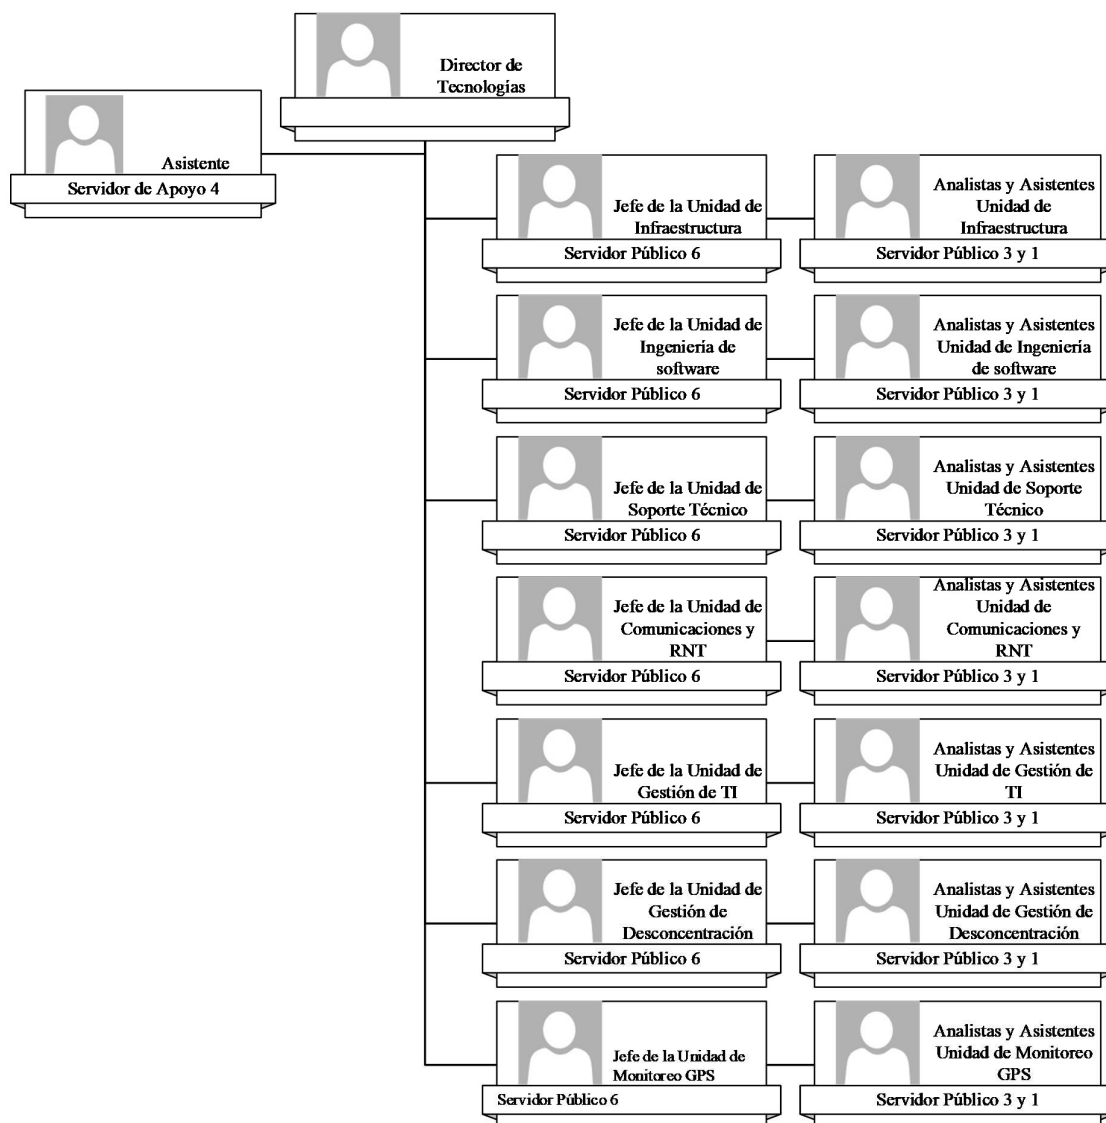 Director de
Tecnologías
Asistente
Servidor de Apoyo 4
Jefe de la Unidad de
Infraestructura
Servidor Público 6
Analistas y Asistentes
Unidad de
Infraestructura
Servidor Público 3 y 1
Jefe de la Unidad de
Ingeniería de
software
Servidor Público 6
Analistas y Asistentes
Unidad de Ingeniería
de software
Servidor Público 3 y 1
Jefe de la Unidad de
Soporte Técnico
Servidor Público 6
Analistas y Asistentes
Unidad de Soporte
Técnico
Servidor Público 3 y 1
Jefe de la Unidad de
Comunicaciones y
RNT
Servidor Público 6
Analistas y Asistentes
Unidad de
Comunicaciones y
RNT
Servidor Público 3 y 1
Jefe de la Unidad de
Gestión de TI
Servidor Público 6
Analistas y Asistentes
Unidad de Gestión de
TI
Servidor Público 3 y 1
Jefe de la Unidad de
Gestión de
Desconcentración
Servidor Público 6
Analistas y Asistentes
Unidad de Gestión de
Desconcentración
Servidor Público 3 y 1
Jefe de la Unidad de
Monitoreo GPS
Servidor Público 6
Analistas y Asistentes
Unidad de Monitoreo
GPS
Servidor Público 3 y 1